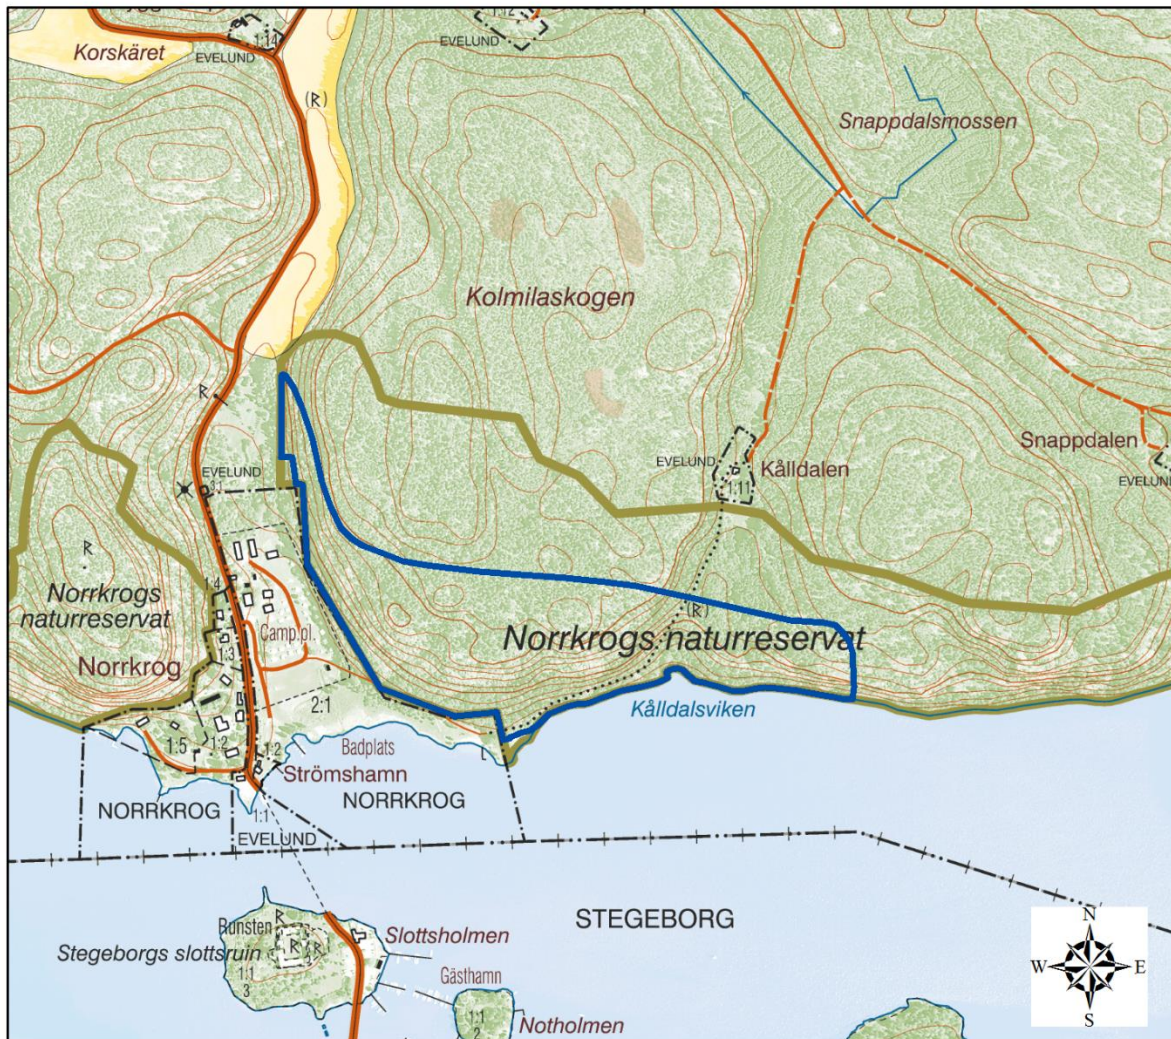 1:12
1:14
EVELUND
Korskäret
EVELUND
(R)
Snappdalsmossen
Kolmilaskogen
R
Snappdalen
EVELUND
Kålldalen
1:11
EVELUND
EVELUND
3:1
R
Norrkrogs
naturreservat
1:4
(R)
Norrkrogs naturreservat
Camp.pl.
1:3
Norrkrog
2:1
Kålldalsviken
1:5
1:2
1:2
Badplats
L
Strömshamn
NORRKROG
NORRKROG
1:1
EVELUND
STEGEBORG
Runsten
R
Slottsholmen
Stegeborgs slottsruin
R
R
1:1
3
Gästhamn
1:1
2
Notholmen
N
W
E
S